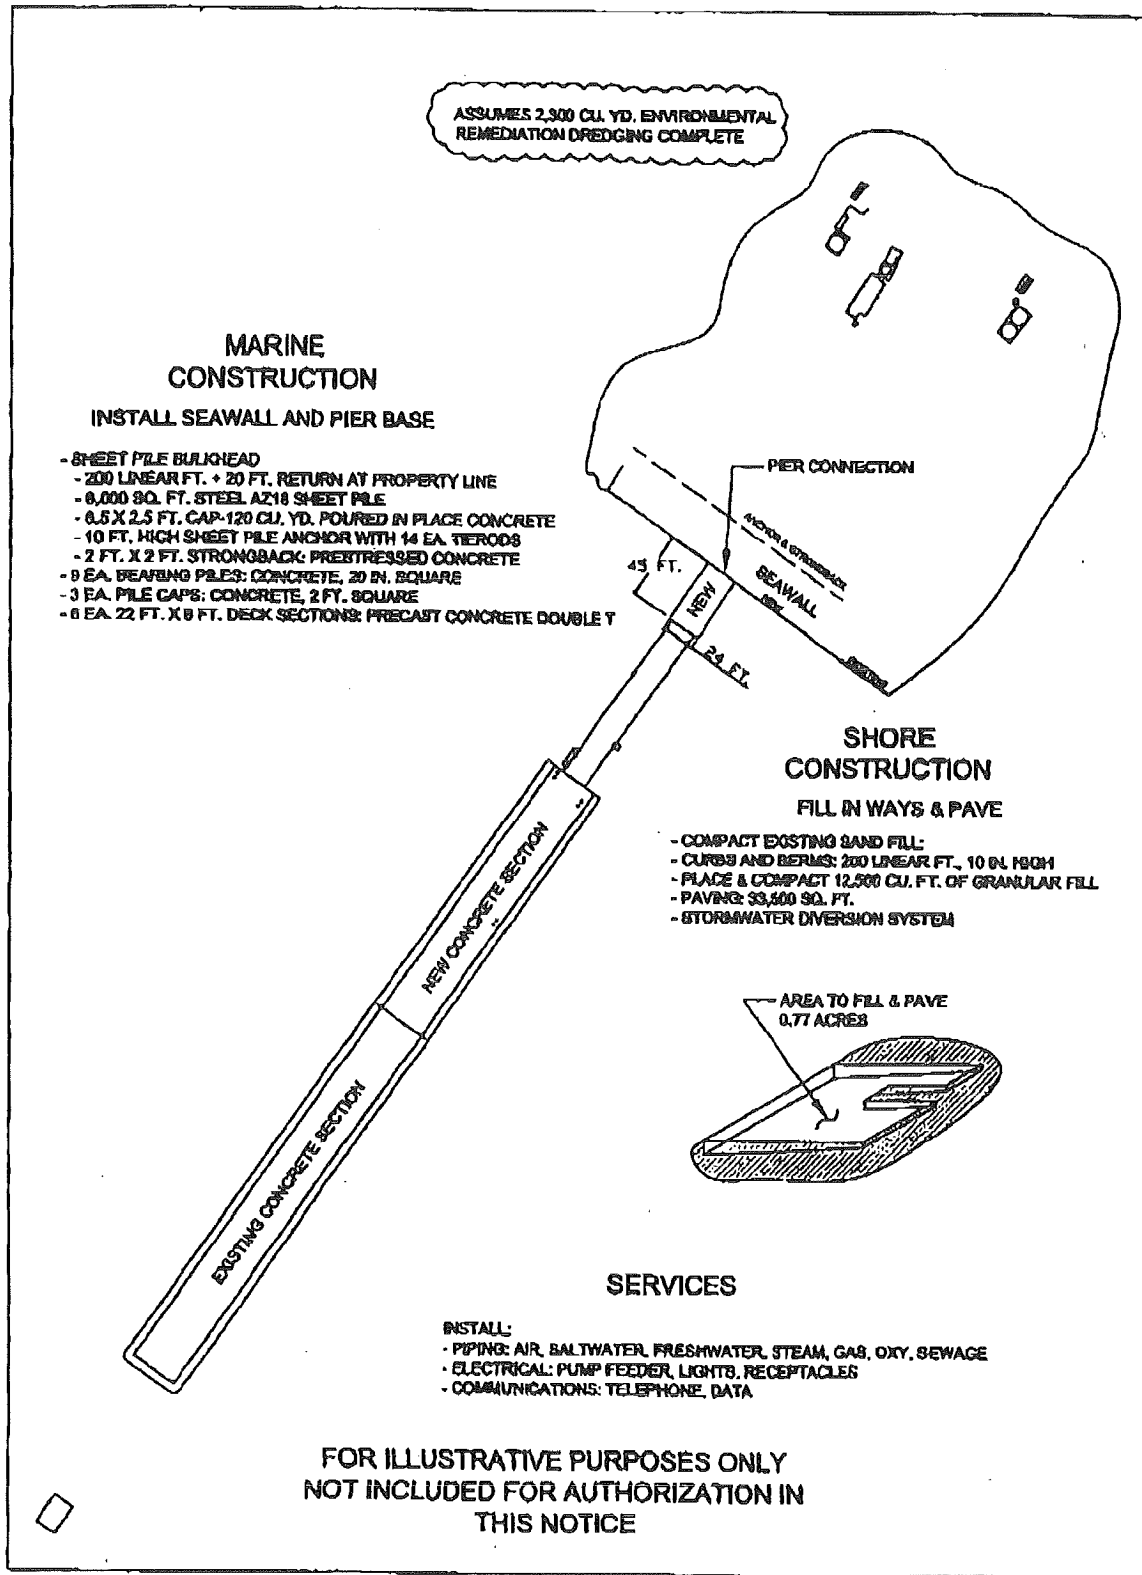 ASSUMES 2,300 CU. YD. ENVIRONMENTAL
REMEDIATION DREDGING COMPLETE
MARINE
CONSTRUCTION
INSTALL SEAWALL AND PIER BASE
- SHEET PILE BULKHEAD
- 200 LINEAR FT. + 20 FT. RETURN AT PROPERTY LINE
- 6,000 SQ. FT. STEEL AZ18 SHEET PILE
- 6.5 X 2.5 FT. CAP-120 CU. YD. POURED IN PLACE CONCRETE
- 10 FT. HIGH SHEET PILE ANCHOR WITH 14 EA. TIERODS
- 2 FT. X 2 FT. STRONGBACK: PRESTRESSED CONCRETE
- 9 EA. BEARING PILES: CONCRETE, 20 IN. SQUARE
- 3 EA. PILE CAPS: CONCRETE, 2 FT. SQUARE
- 6 EA. 22 FT. X 8 FT. DECK SECTIONS: PRECAST CONCRETE DOUBLE T
PIER CONNECTION
ANCHOR & STRONGBACK
SEAWALL
NEW
EXISTING
45 FT.
NEW
24 FT.
SHORE
CONSTRUCTION
FILL IN WAYS & PAVE
- COMPACT EXISTING SAND FILL:
- CURBS AND BERMS: 200 LINEAR FT., 10 IN. HIGH
- PLACE & COMPACT 12,500 CU. FT. OF GRANULAR FILL
- PAVING: 33,500 SQ. FT.
- STORMWATER DIVERSION SYSTEM
NEW CONCRETE SECTION
AREA TO FILL & PAVE
0.77 ACRES
EXISTING CONCRETE SECTION
SERVICES
INSTALL:
- PIPING: AIR, SALTWATER, FRESHWATER, STEAM, GAS, OXY, SEWAGE
- ELECTRICAL: PUMP FEEDER, LIGHTS, RECEPTACLES
- COMMUNICATIONS: TELEPHONE, DATA
FOR ILLUSTRATIVE PURPOSES ONLY
NOT INCLUDED FOR AUTHORIZATION IN
THIS NOTICE